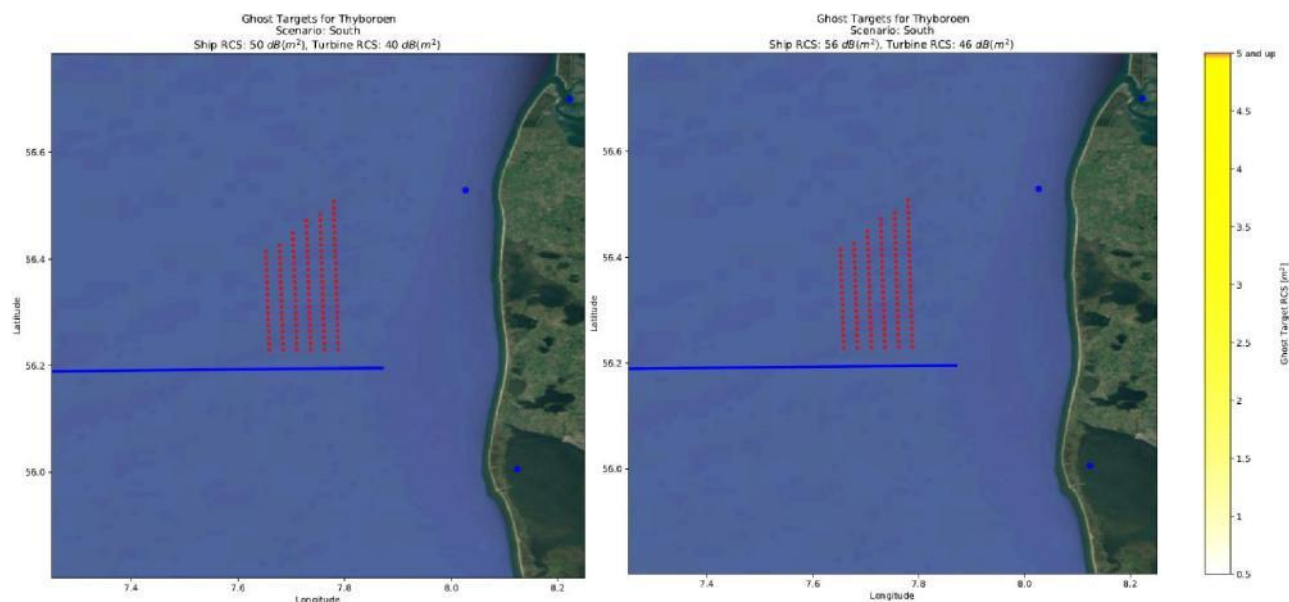 Ghost Targets for Thyboroen
Scenario: South
Ship RCS: 50 dB(m²), Turbine RCS: 40 dB(m²)
56.6
56.4
56.2
56.0
Latitude
7.4
7.6
7.8
8.0
8.2
Longitude
Ghost Targets for Thyboroen
Scenario: South
Ship RCS: 56 dB(m²), Turbine RCS: 46 dB(m²)
56.6
56.4
56.2
56.0
Latitude
7.4
7.6
7.8
8.0
8.2
Longitude
5 and up
4.5
4
3.5
3
2.5
2
1.5
1
0.5
Ghost Target RCS [m²]